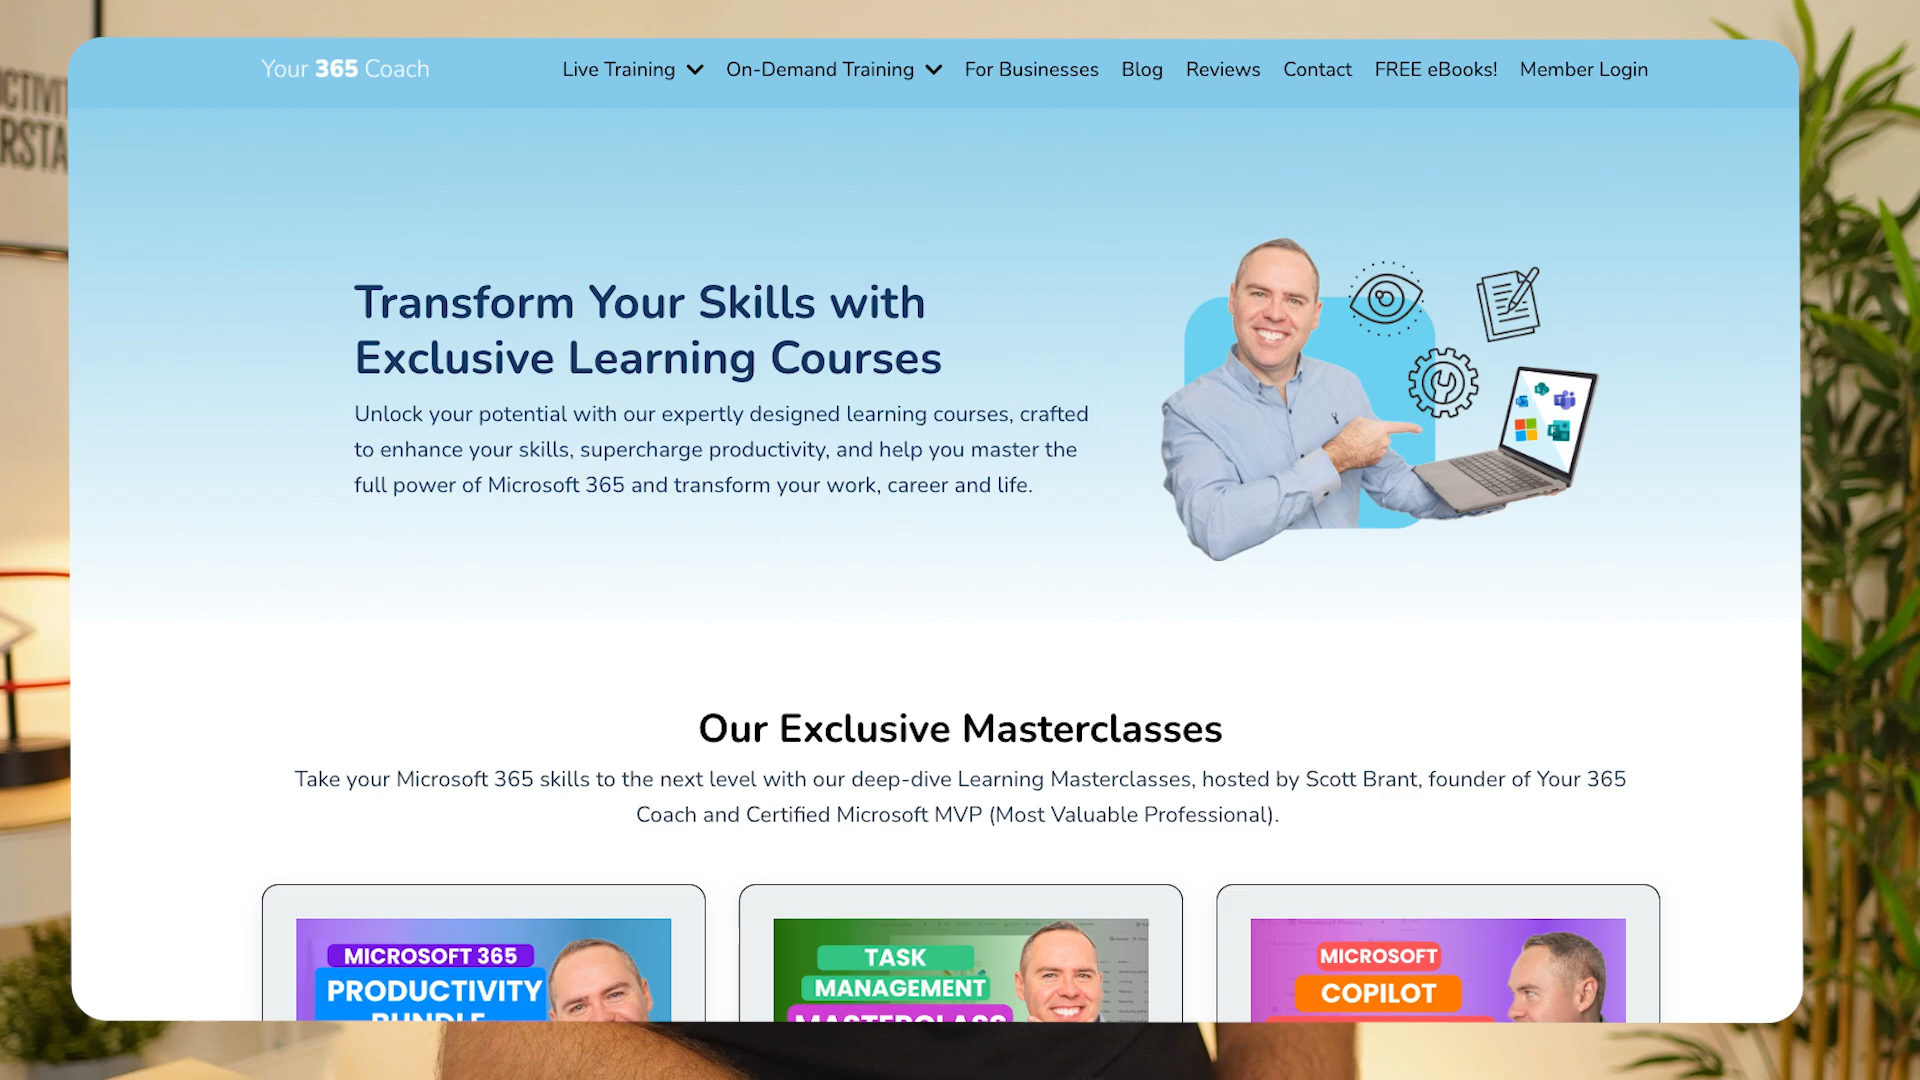 Your 365 Coach
Live Training
On-Demand Training
For Businesses
Blog
Reviews
Contact
FREE eBooks!
Member Login
Transform Your Skills with
Exclusive Learning Courses
Unlock your potential with our expertly designed learning courses, crafted
to enhance your skills, supercharge productivity, and help you master the
full power of Microsoft 365 and transform your work, career and life.
Our Exclusive Masterclasses
Take your Microsoft 365 skills to the next level with our deep-dive Learning Masterclasses, hosted by Scott Brant, founder of Your 365
Coach and Certified Microsoft MVP (Most Valuable Professional).
MICROSOFT 365
PRODUCTIVITY
BUNDLE
TASK
MANAGEMENT
MASTERCLASS
MICROSOFT
COPILOT